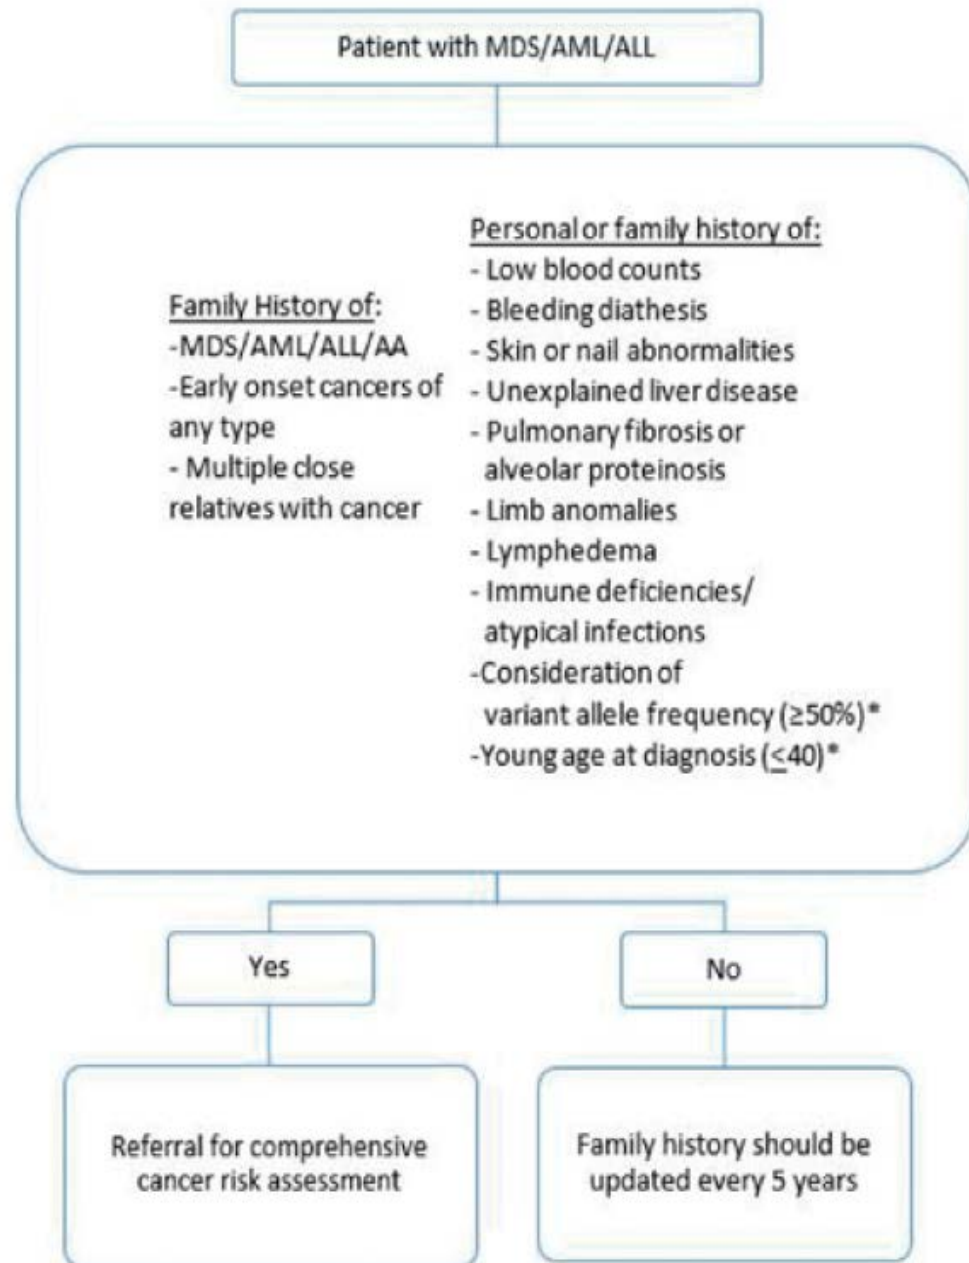 Patient with MDS/AML/ALL
Family History of:
-MDS/AML/ALL/AA
-Early onset cancers of
any type
- Multiple close
relatives with cancer
Personal or family history of:
- Low blood counts
- Bleeding diathesis
- Skin or nail abnormalities
- Unexplained liver disease
- Pulmonary fibrosis or
alveolar proteinosis
- Limb anomalies
- Lymphedema
- Immune deficiencies/
atypical infections
-Consideration of
variant allele frequency (≥50%)*
-Young age at diagnosis (≤40)*
Yes
No
Referral for comprehensive
cancer risk assessment
Family history should be
updated every 5 years